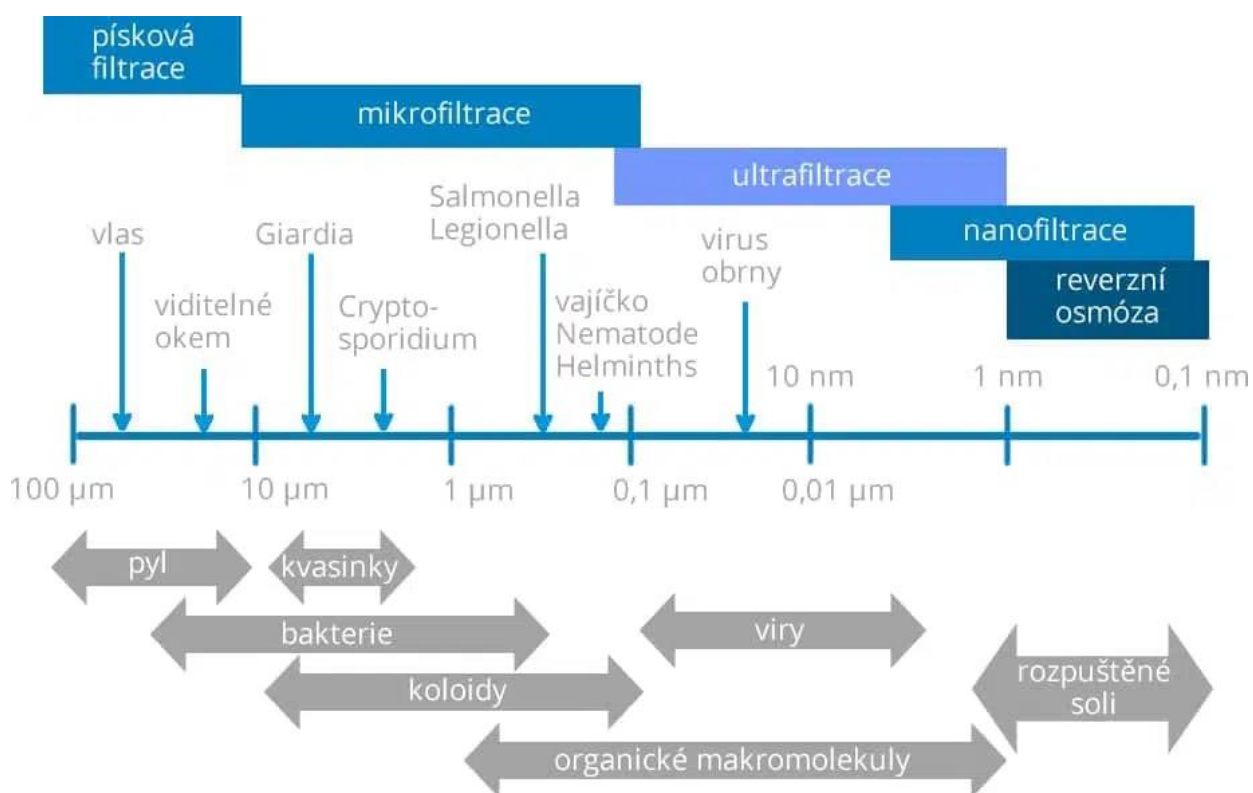 písková
filtrace
mikrofiltrace
ultrafiltrace
nanofiltrace
reverzní
osmóza
vlas
viditelné
okem
Giardia
Crypto-
sporidium
Salmonella
Legionella
vajíčko
Nematode
Helminths
virus
obrny
10 nm
1 nm
0,1 nm
100 µm
10 µm
1 µm
0,1 µm
0,01 µm
pyl
kvasinky
bakterie
viry
koloidy
rozpuštěné
soli
organické makromolekuly